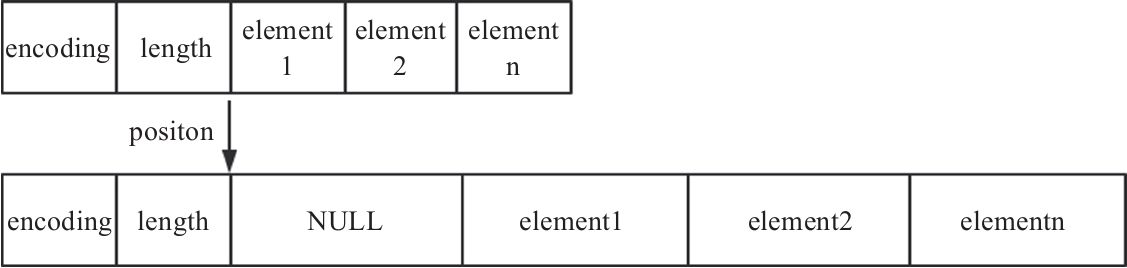 encoding
length
element
1
element
2
element
n
positon
encoding
length
NULL
element1
element2
elementn